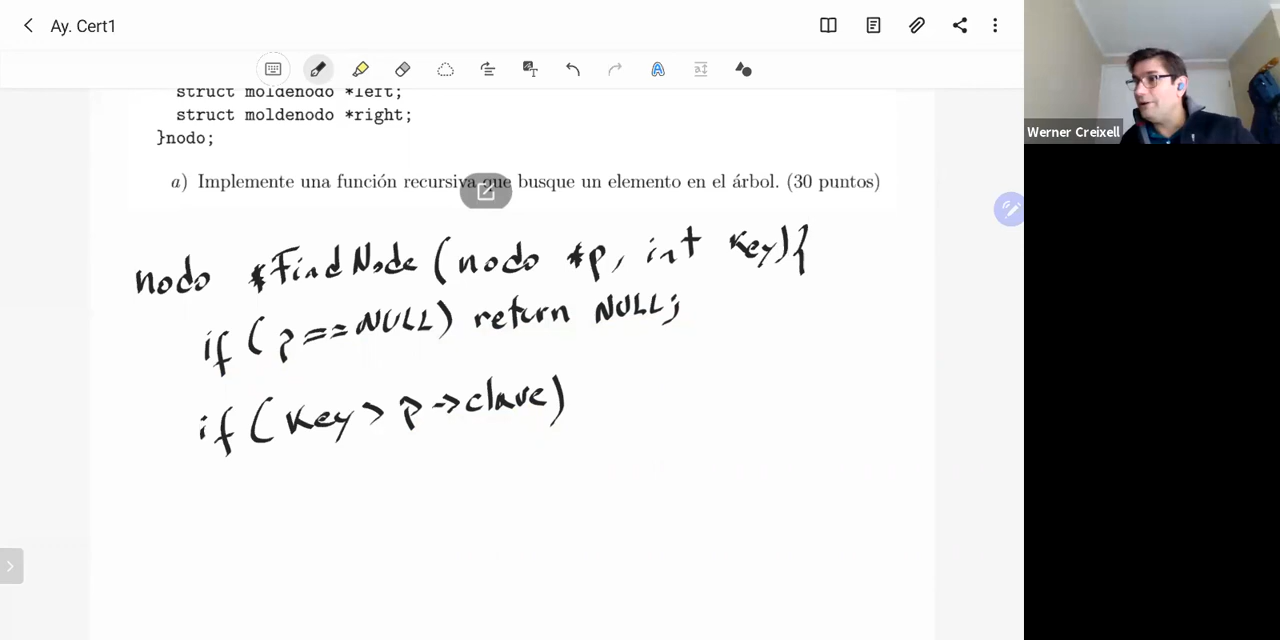 Ay. Cert1
struct moldenodo *left;
struct moldenodo *right;
}nodo;
a) Implemente una función recursiva que busque un elemento en el árbol. (30 puntos)
nodo *FindNode (nodo *p, int key){
if (p==NULL) return NULL;
if (key > p->clave)
Werner Creixell